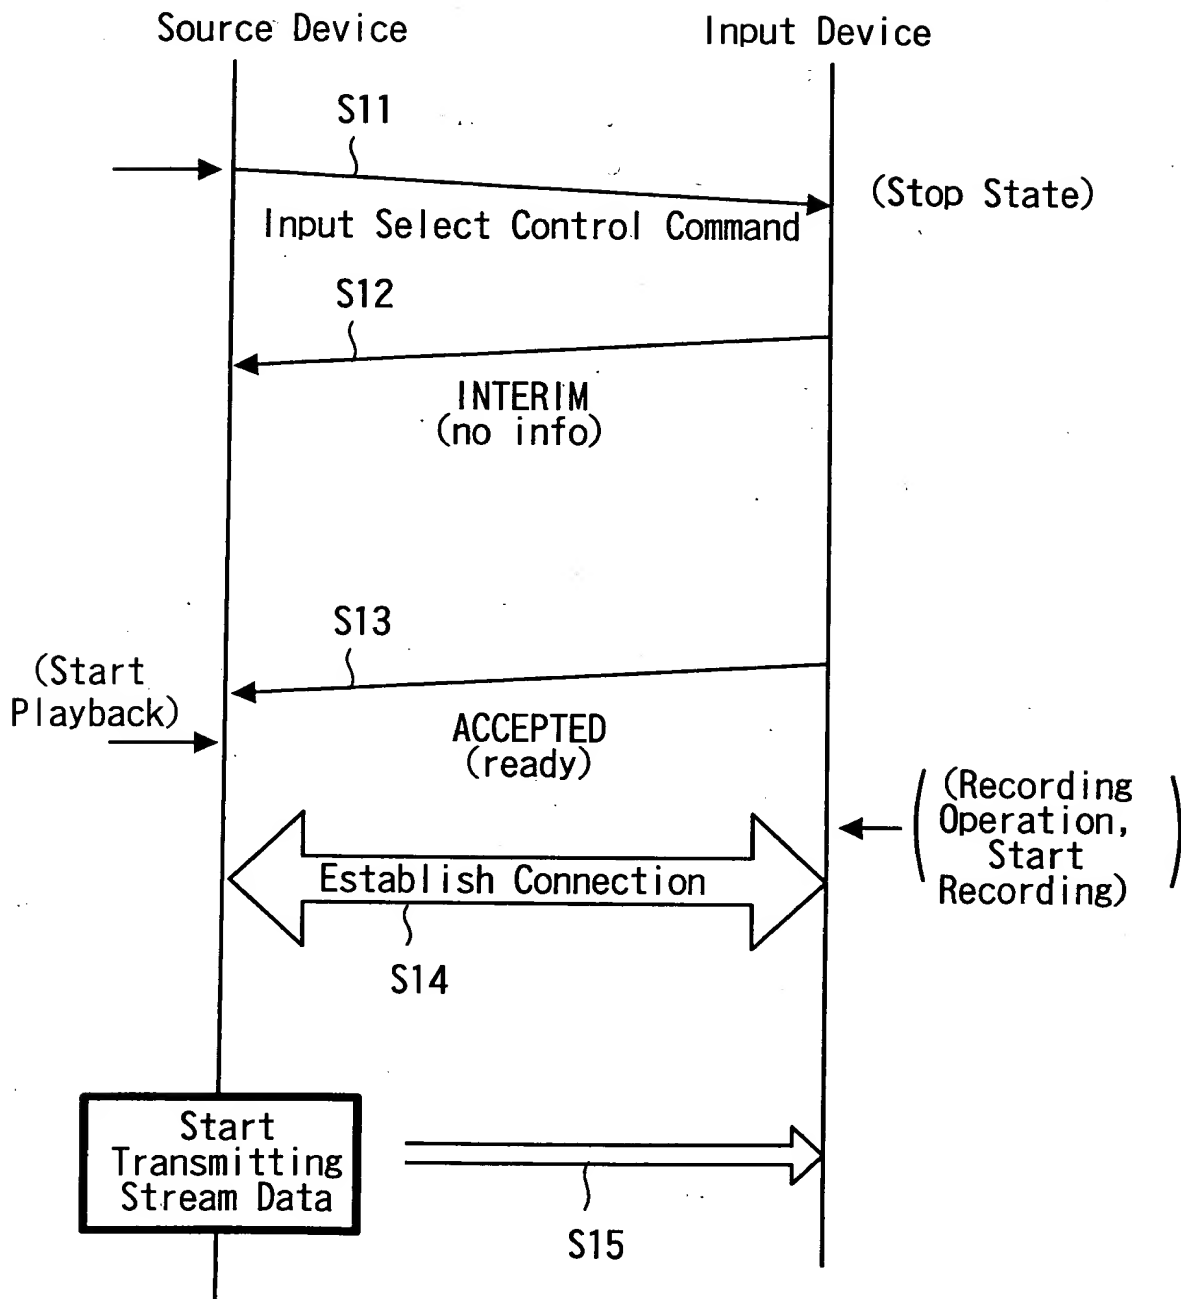 Source Device
Input Device
S11
(Stop State)
Input Select Control Command
S12
INTERIM
(no info)
S13
(Start
Playback)
ACCEPTED
(ready)
(Recording
Operation,
Start
Recording)
Establish Connection
S14
Start
Transmitting
Stream Data
S15